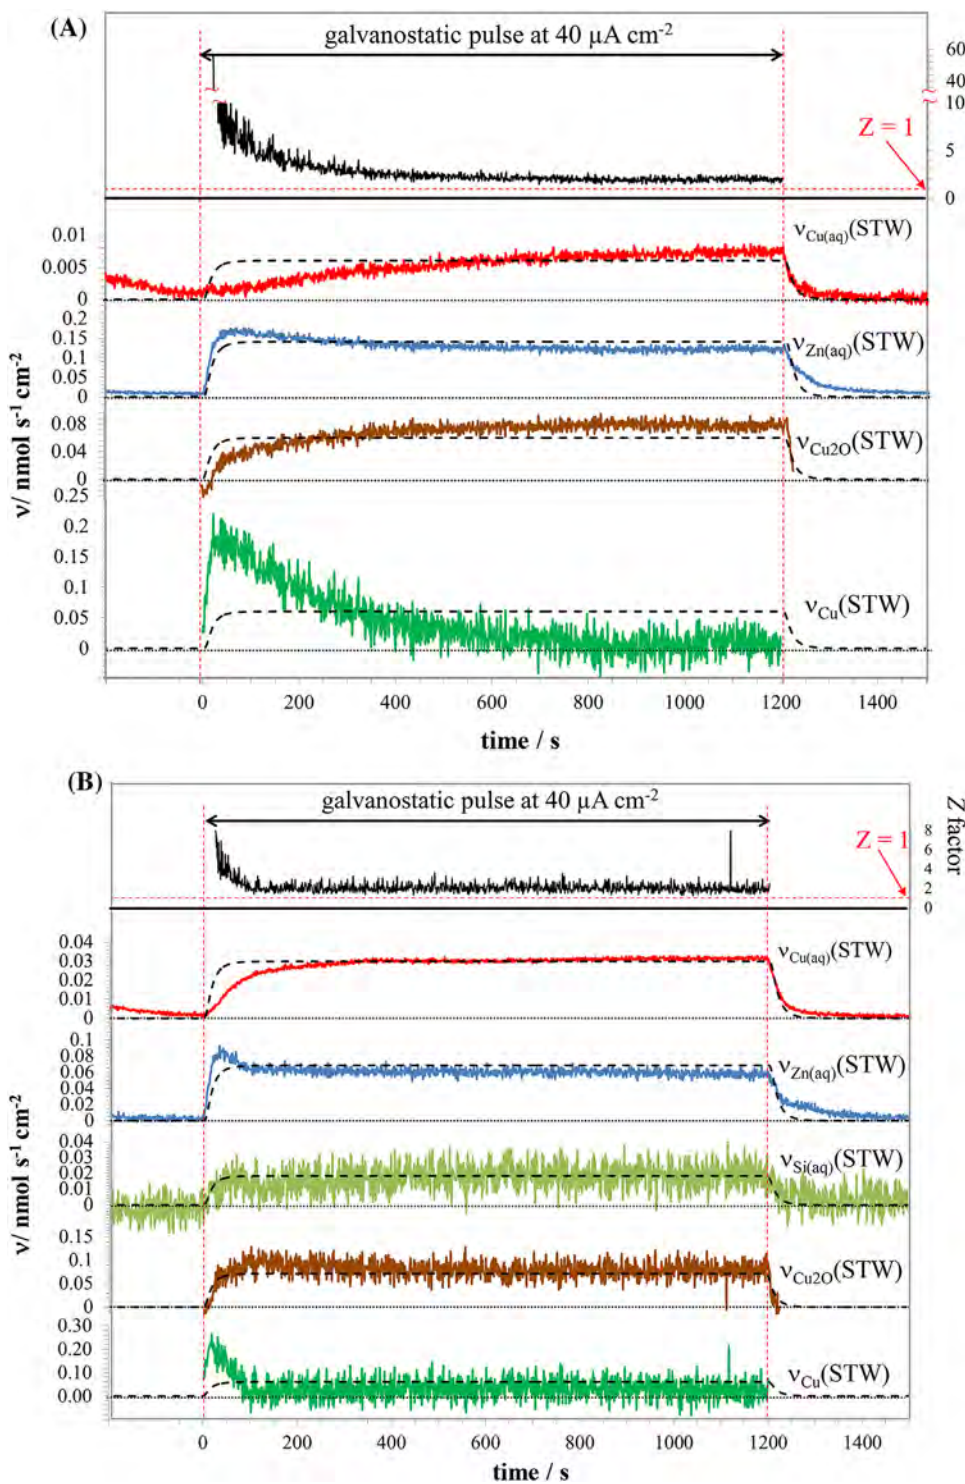 (A)
galvanostatic pulse at 40 µA cm-2
60
40
10
Z = 1
5
0
νCu(aq)(STW)
0.01
0.005
0
0.2
0.15
0.1
0.05
0
νZn(aq)(STW)
0.08
0.04
0
νCu2O(STW)
0.25
0.2
0.15
0.1
0.05
0
νCu(STW)
ν/ nmol s-1 cm-2
0 200 400 600 800 1000 1200 1400
time / s
(B)
galvanostatic pulse at 40 µA cm-2
Z factor
8
6
4
2
0
Z = 1
0.04
0.03
0.02
0.01
0
νCu(aq)(STW)
0.1
0.08
0.06
0.04
0.02
0
νZn(aq)(STW)
0.04
0.03
0.02
0.01
0
νSi(aq)(STW)
0.15
0.1
0.05
0
νCu2O(STW)
0.30
0.20
0.10
0.00
νCu(STW)
ν/ nmol s-1 cm-2
0 200 400 600 800 1000 1200 1400
time / s